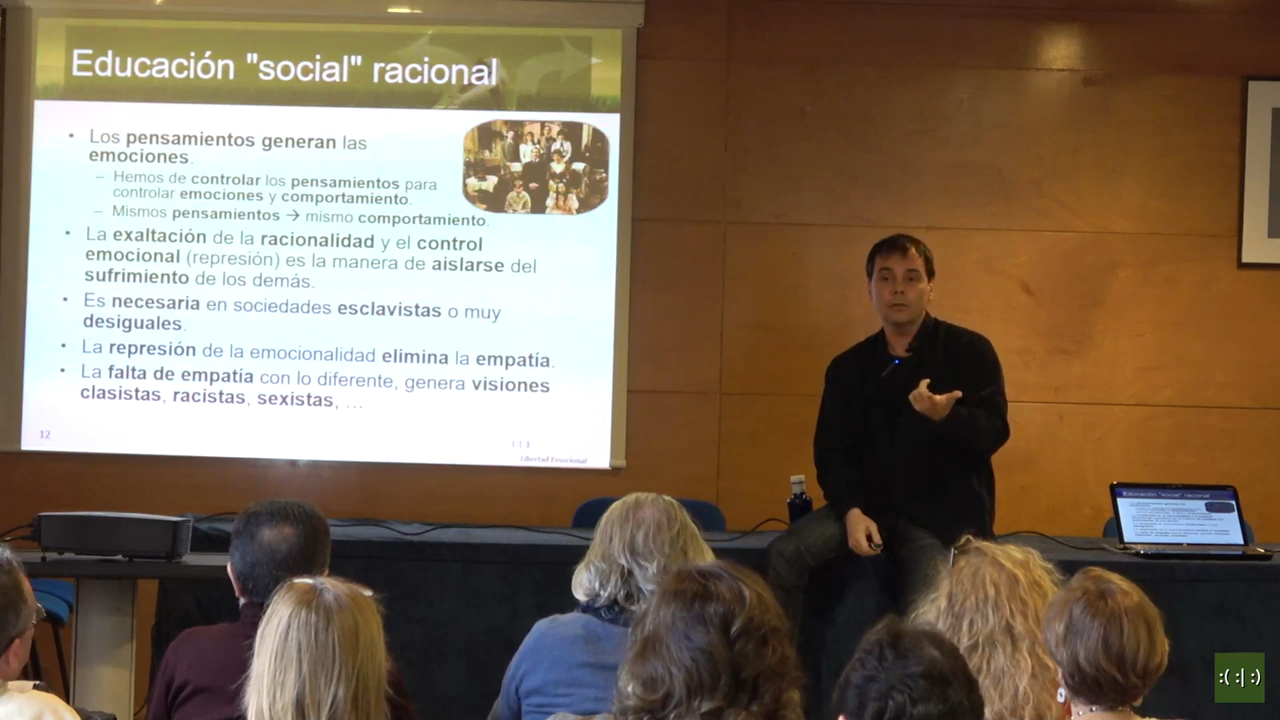 Educación "social" racional
• Los pensamientos generan las
emociones.
– Hemos de controlar los pensamientos para
controlar emociones y comportamiento.
– Mismos pensamientos → mismo comportamiento.
• La exaltación de la racionalidad y el control
emocional (represión) es la manera de aislarse del
sufrimiento de los demás.
• Es necesaria en sociedades esclavistas o muy
desiguales.
• La represión de la emocionalidad elimina la empatía.
• La falta de empatía con lo diferente, genera visiones
clasistas, racistas, sexistas, …
12
Libertad Emocional
Educación "social" racional
:( :| :)